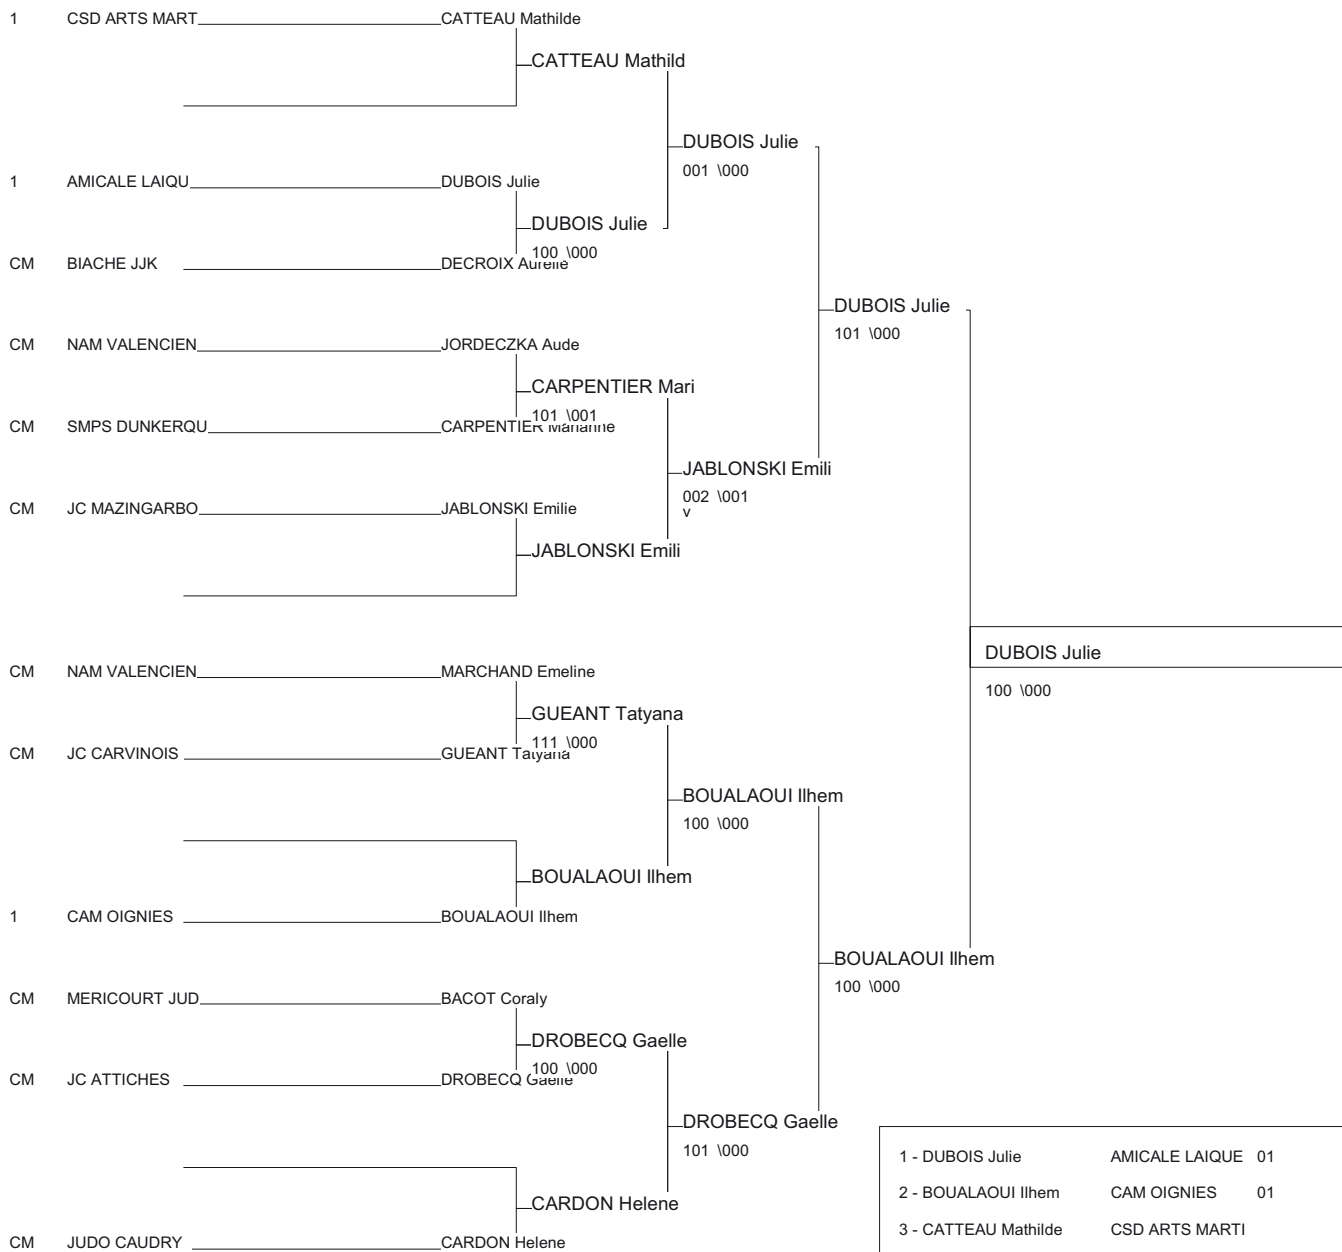 1 CSD ARTS MART CATTEAU Mathilde
CATTEAU Mathild
DUBOIS Julie
001 \000
1 AMICALE LAIQU DUBOIS Julie
DUBOIS Julie
100 \000
CM BIACHE JJK DECROIX Aurelie
DUBOIS Julie
101 \000
CM NAM VALENCIEN JORDECZKA Aude
CARPENTIER Mari
101 \001
CM SMPS DUNKERQU CARPENTIER Marianne
JABLONSKI Emili
002 \001
v
CM JC MAZINGARBO JABLONSKI Emilie
JABLONSKI Emili
DUBOIS Julie
100 \000
CM NAM VALENCIEN MARCHAND Emeline
GUEANT Tatyana
111 \000
CM JC CARVINOIS GUEANT Tatyana
BOUALAOUI Ilhem
100 \000
BOUALAOUI Ilhem
1 CAM OIGNIES BOUALAOUI Ilhem
BOUALAOUI Ilhem
100 \000
CM MERICOURT JUD BACOT Coraly
DROBECQ Gaelle
100 \000
CM JC ATTICHES DROBECQ Gaelle
DROBECQ Gaelle
101 \000
CARDON Helene
CM JUDO CAUDRY CARDON Helene
1 - DUBOIS Julie AMICALE LAIQUE 01
2 - BOUALAOUI Ilhem CAM OIGNIES 01
3 - CATTEAU Mathilde CSD ARTS MARTI